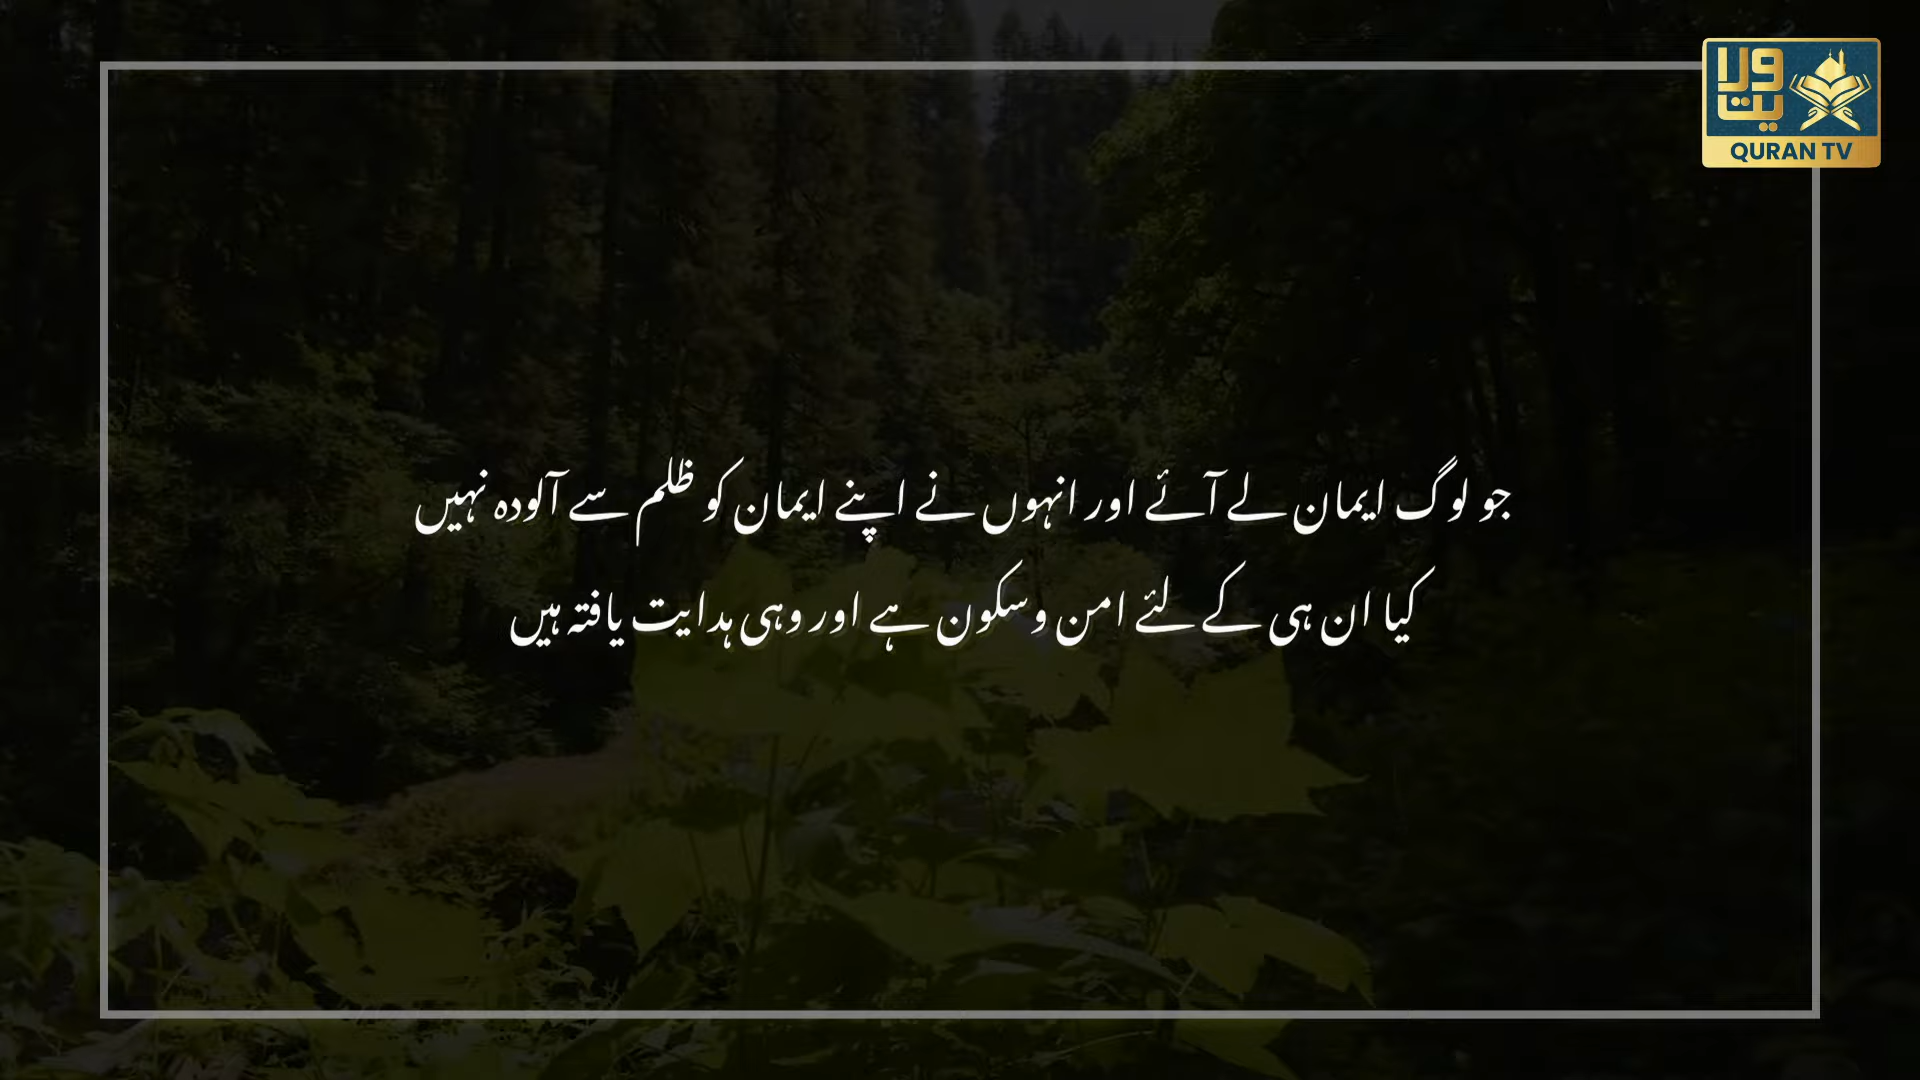 ولایت
QURAN TV
جو لوگ ایمان لے آئے اور انہوں نے اپنے ایمان کو ظلم سے آلودہ نہیں
کیا ان ہی کے لئے امن وسکون ہے اور وہی ہدایت یافتہ ہیں